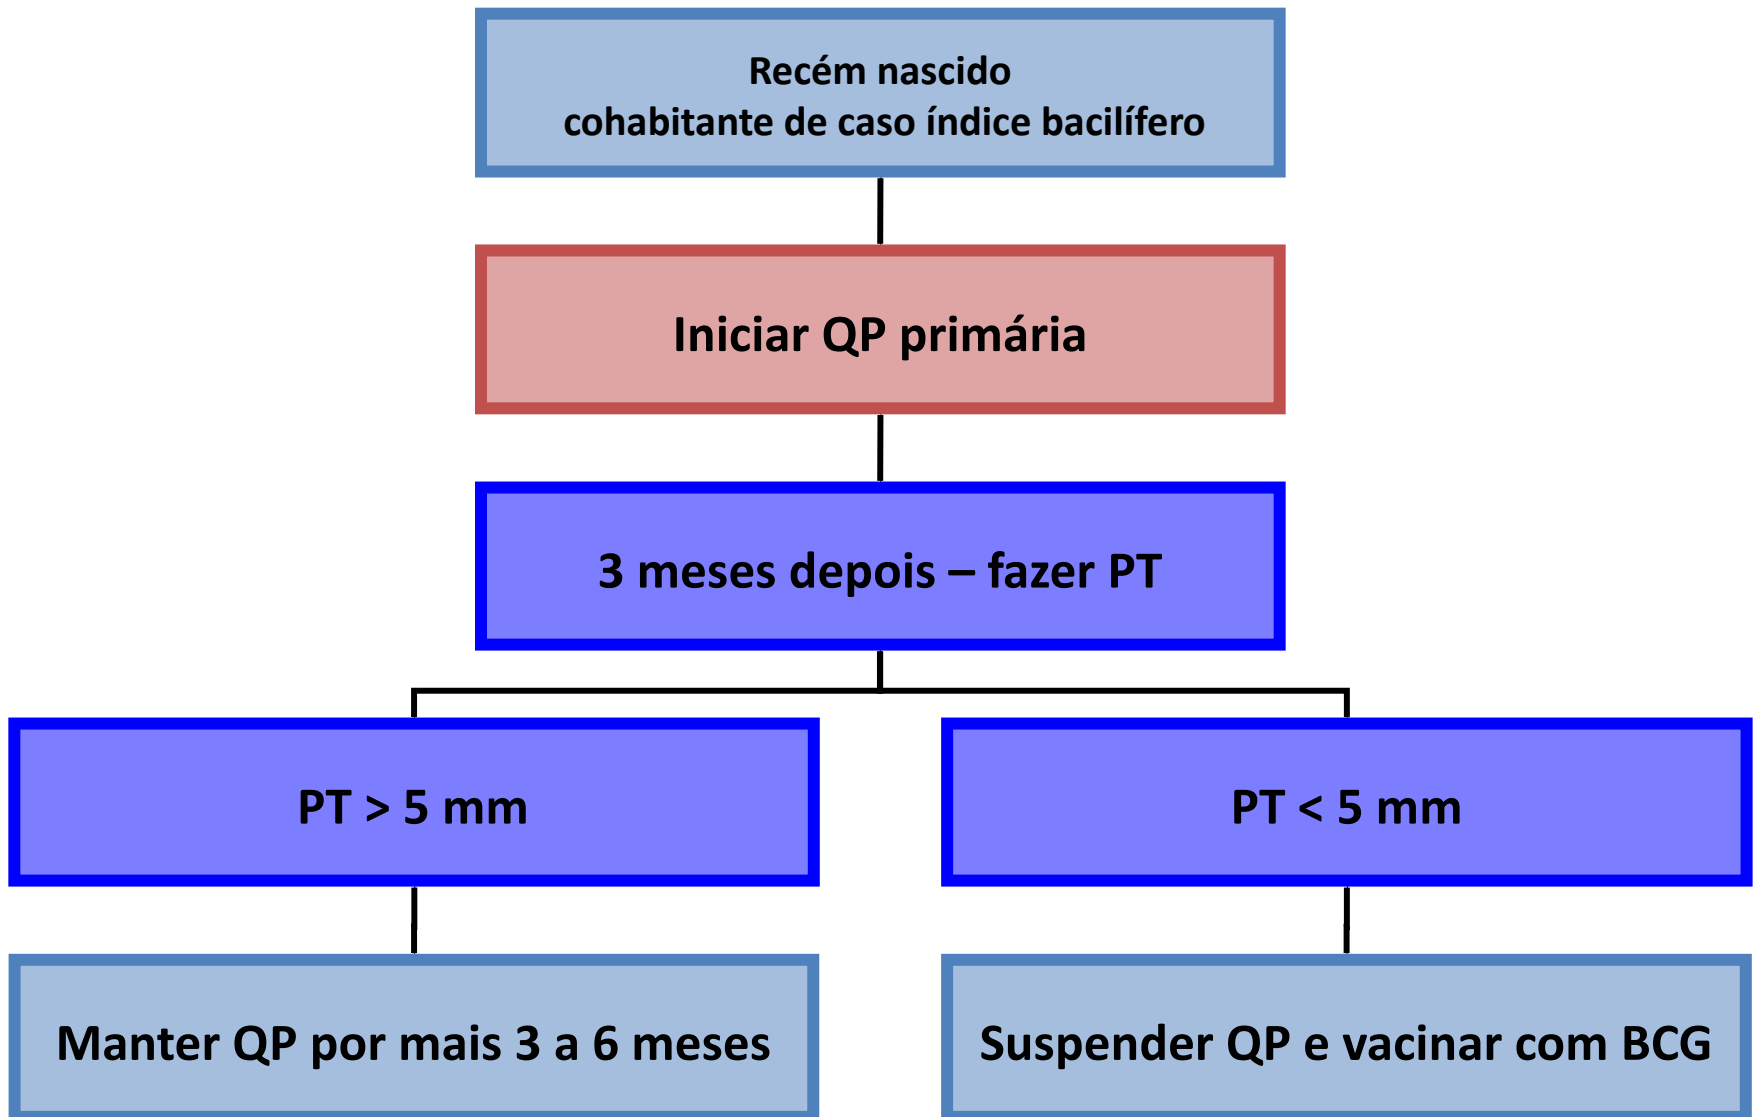 Recém nascido
cohabitante de caso índice bacilífero
Iniciar QP primária
3 meses depois – fazer PT
PT > 5 mm
PT < 5 mm
Manter QP por mais 3 a 6 meses
Suspender QP e vacinar com BCG